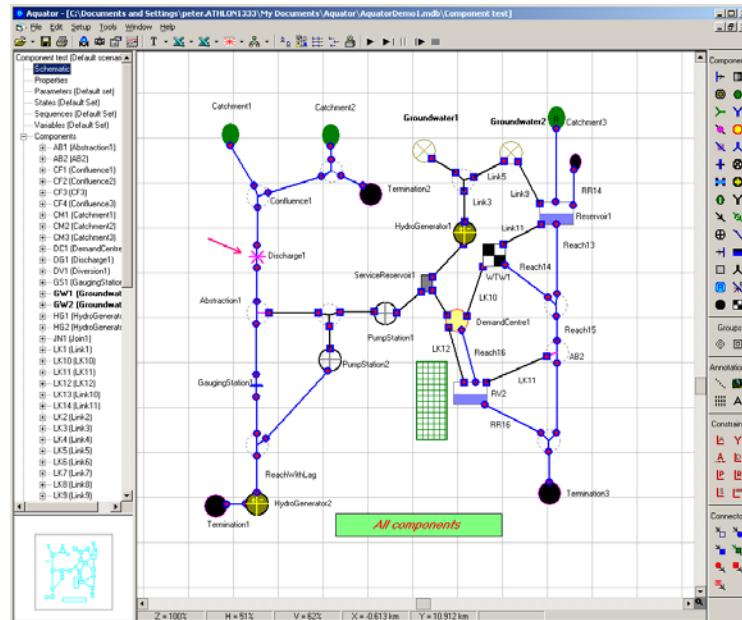 Aquator - [C:\Documents and Settings\peter.ATHLON1333\My Documents\Aquator\AquatorDemo1.mdb\Component test]
File Edit Setup Tools Window Help
Component test (Default scenari
Schematic
Properties
Parameters (Default set)
States (Default Set)
Sequences (Default Set)
Variables (Default Set)
Components
AB1 (Abstraction1)
AB2 (AB2)
CF1 (Confluence1)
CF2 (Confluence2)
CF3 (CF3)
CF4 (Confluence3)
CM1 (Catchment1)
CM2 (Catchment2)
CM3 (Catchment3)
DC1 (DemandCentre
DG1 (Discharge1)
DV1 (Diversion1)
GS1 (GaugingStation
GW1 (Groundwat
GW2 (Groundwat
HG1 (HydroGenerator
HG2 (HydroGenerator
JN1 (Join1)
LK1 (Link1)
LK10 (LK10)
LK11 (LK11)
LK12 (LK12)
LK13 (Link10)
LK14 (Link11)
LK2 (Link2)
LK3 (Link3)
LK4 (Link4)
LK5 (Link5)
LK6 (Link6)
LK7 (Link7)
LK8 (Link8)
LK9 (Link9)
Catchment1
Catchment2
Groundwater1
Groundwater2
Catchment3
Link5
RR14
Termination2
Confluence1
Link3
Link9
Reservoir1
HydroGenerator1
Link11
Reach13
Discharge1
WTW1
Reach14
ServiceReservoir1
LK10
Abstraction1
PumpStation1
DemandCentre1
Reach15
PumpStation2
LK12
Reach16
AB2
LK11
GaugingStation1
RV2
RR16
ReachWithLag
Termination1
HydroGenerator2
Termination3
All components
Component
Groups
Annotatio
Constrain
Connector
Z = 100%
H = 51%
V = 62%
X = -0.613 km
Y = 10.912 km